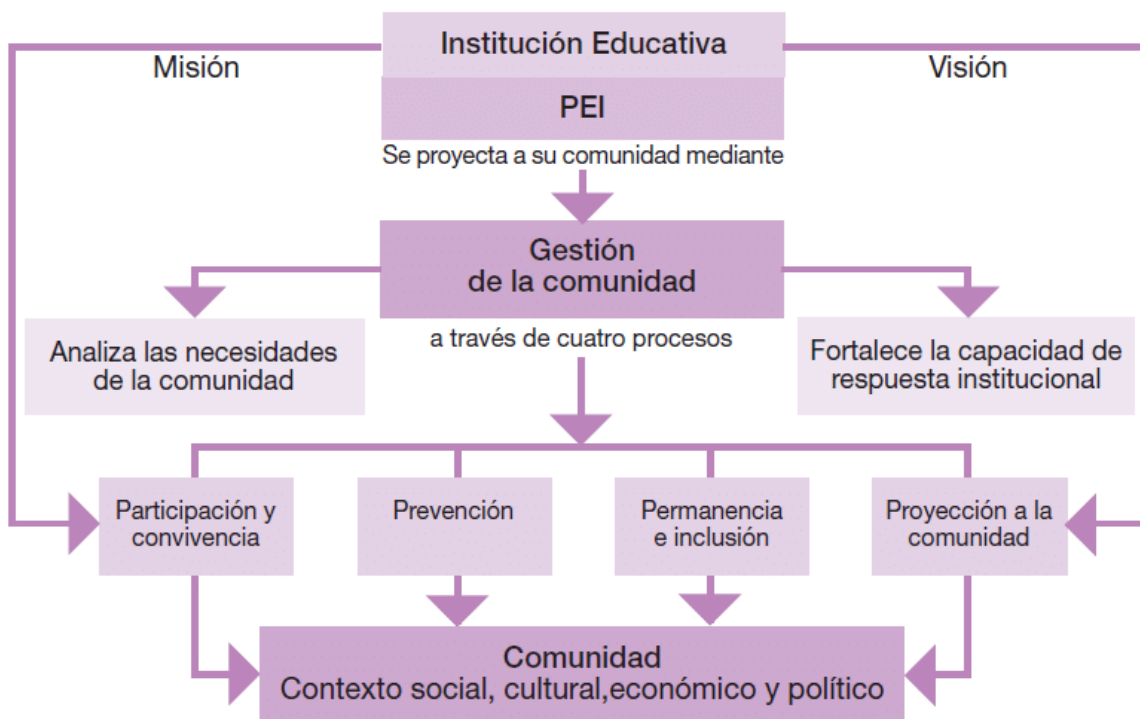 Institución Educativa
Misión
Visión
PEI
Se proyecta a su comunidad mediante
Gestión
de la comunidad
a través de cuatro procesos
Analiza las necesidades
de la comunidad
Fortalece la capacidad de
respuesta institucional
Participación y
convivencia
Prevención
Permanencia
e inclusión
Proyección a la
comunidad
Comunidad
Contexto social, cultural,económico y político